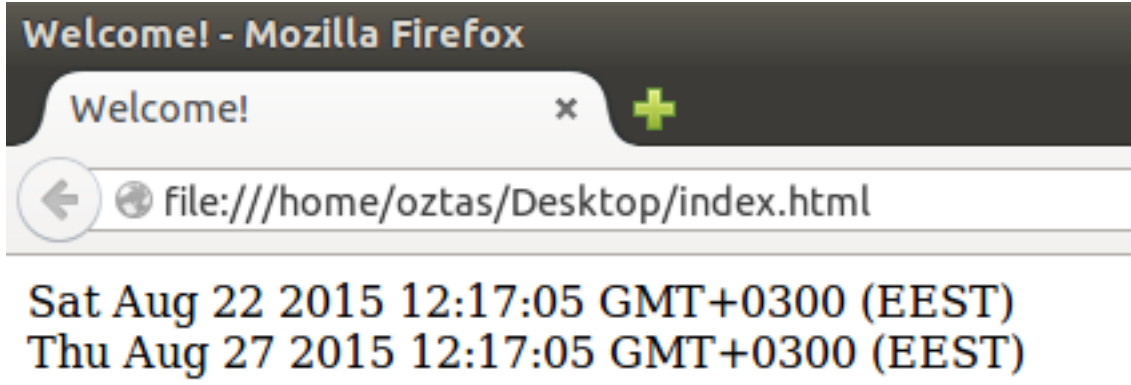 Welcome! - Mozilla Firefox
Welcome!
file:///home/oztas/Desktop/index.html
Sat Aug 22 2015 12:17:05 GMT+0300 (EEST)
Thu Aug 27 2015 12:17:05 GMT+0300 (EEST)